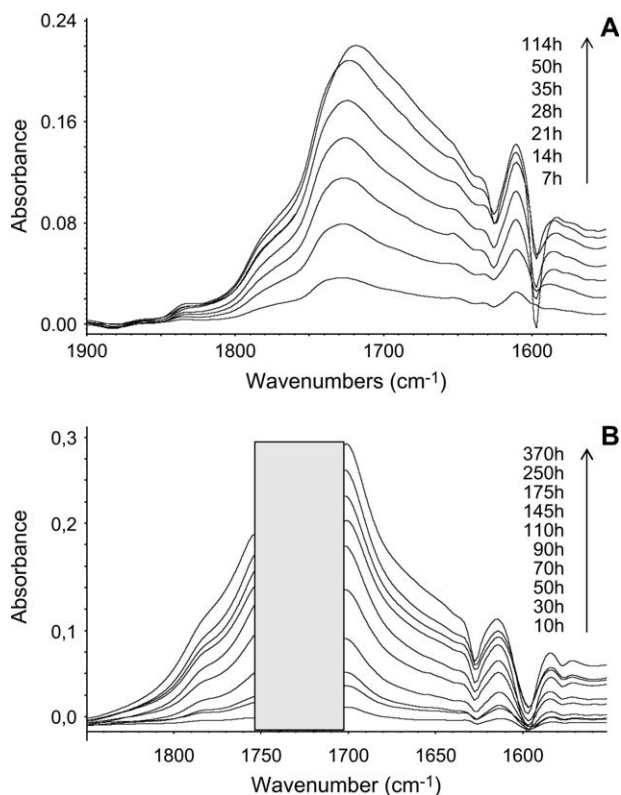 A
0.24
0.16
0.08
0.00
Absorbance
114h
50h
35h
28h
21h
14h
7h
1900 1800 1700 1600
Wavenumbers (cm-1)
B
0,3
0,2
0,1
0,0
Absorbance
370h
250h
175h
145h
110h
90h
70h
50h
30h
10h
1800 1750 1700 1650 1600
Wavenumber (cm-1)